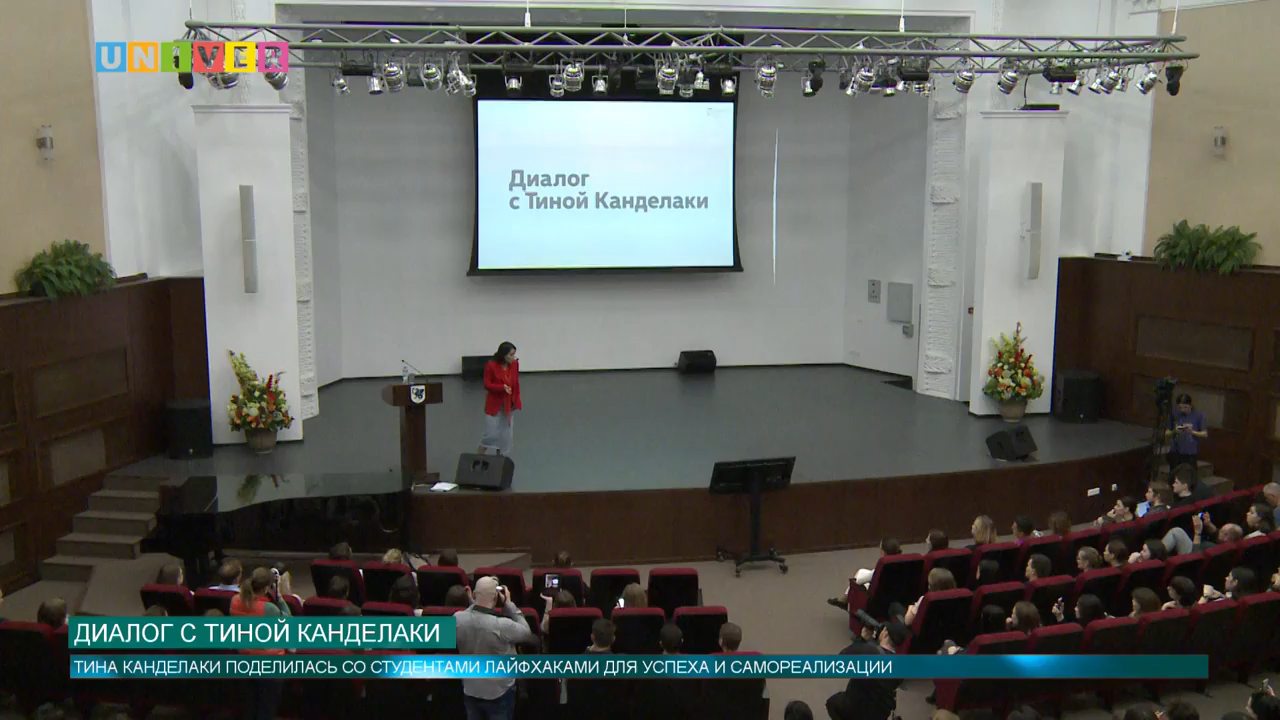 UNIVER
Диалог
с Тиной Канделаки
ДИАЛОГ С ТИНОЙ КАНДЕЛАКИ
ТИНА КАНДЕЛАКИ ПОДЕЛИЛАСЬ СО СТУДЕНТАМИ ЛАЙФХАКАМИ ДЛЯ УСПЕХА И САМОРЕАЛИЗАЦИИ